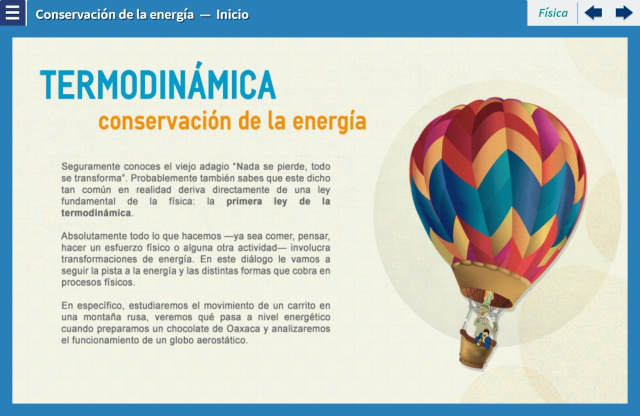 Conservación de la energía — Inicio
Física
TERMODINÁMICA
conservación de la energía
Seguramente conoces el viejo adagio “Nada se pierde, todo
se transforma”. Probablemente también sabes que este dicho
tan común en realidad deriva directamente de una ley
fundamental de la física: la primera ley de la
termodinámica.
Absolutamente todo lo que hacemos —ya sea comer, pensar,
hacer un esfuerzo físico o alguna otra actividad— involucra
transformaciones de energía. En este diálogo le vamos a
seguir la pista a la energía y las distintas formas que cobra en
procesos físicos.
En específico, estudiaremos el movimiento de un carrito en
una montaña rusa, veremos qué pasa a nivel energético
cuando preparamos un chocolate de Oaxaca y analizaremos
el funcionamiento de un globo aerostático.